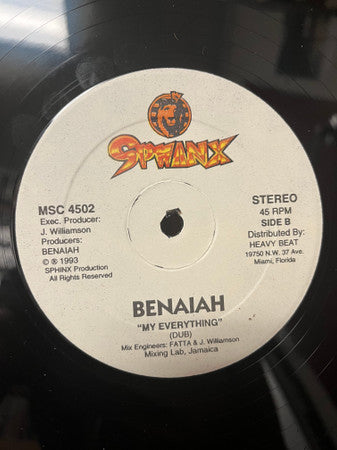 SPHINX
MSC 4502
Exec. Producer:
J. Williamson
Producers:
BENAIAH
© ℗ 1993
SPHINX Production
All Rights Reserved
STEREO
45 RPM
SIDE B
Distributed By:
HEAVY BEAT
19750 N.W. 37 Ave.
Miami, Florida
BENAIAH
"MY EVERYTHING"
(DUB)
Mix Engineers: FATTA & J. Williamson
Mixing Lab, Jamaica